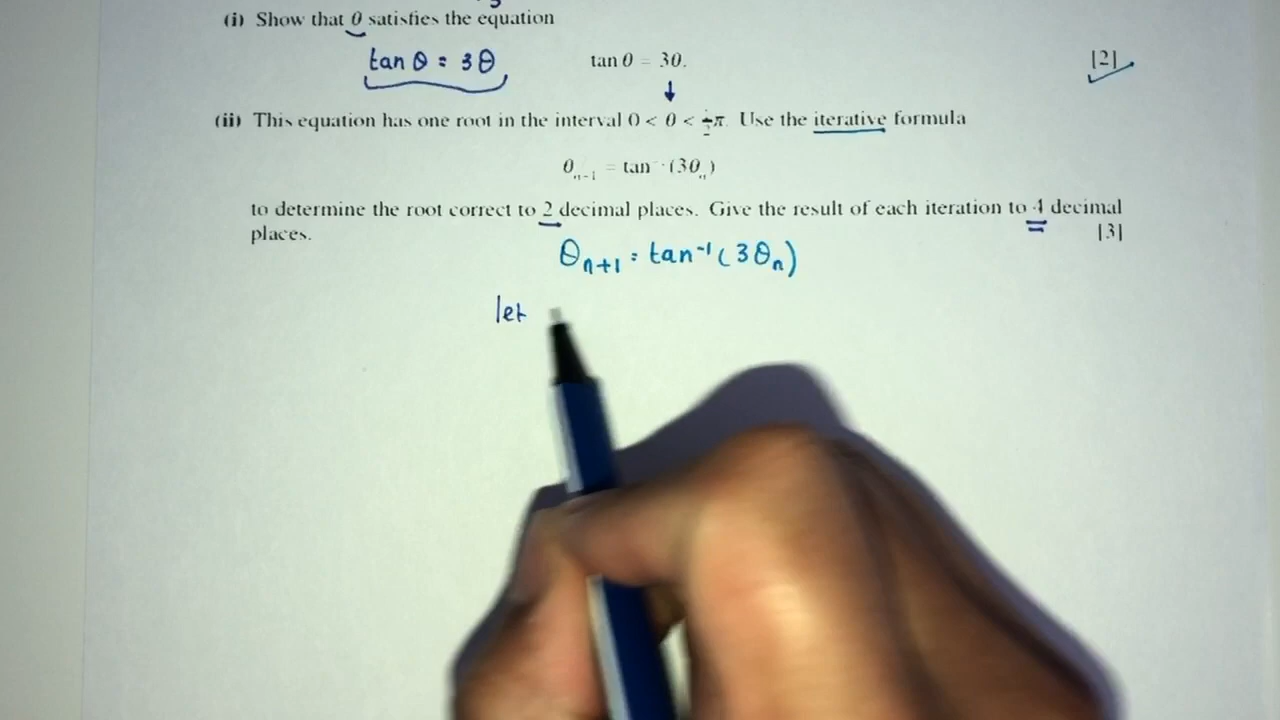 (i) Show that θ satisfies the equation
tan θ = 3θ
tan θ = 3θ. [2]
(ii) This equation has one root in the interval 0 < θ < ½π. Use the iterative formula
θₙ₊₁ = tan⁻¹(3θₙ)
to determine the root correct to 2 decimal places. Give the result of each iteration to 4 decimal
places. [3]
θₙ₊₁ = tan⁻¹(3θₙ)
let